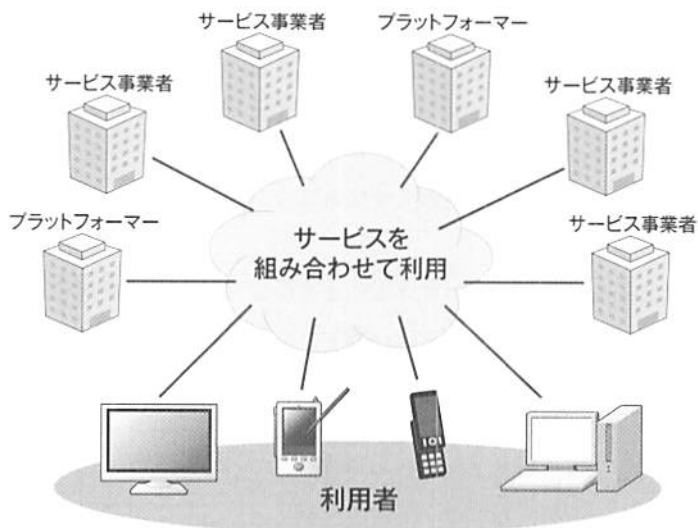 サービス事業者
プラットフォーマー
サービス事業者
サービス事業者
プラットフォーマー
サービス事業者
サービスを
組み合わせて利用
利用者